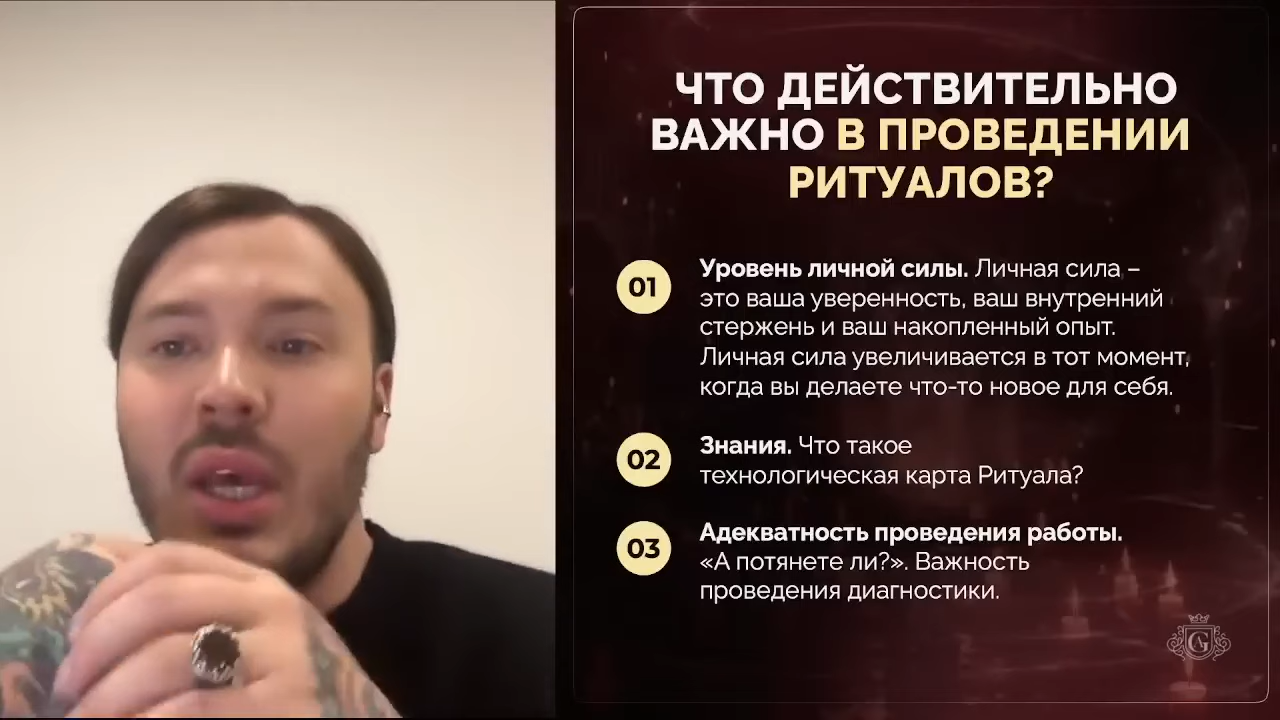 ЧТО ДЕЙСТВИТЕЛЬНО
ВАЖНО В ПРОВЕДЕНИИ
РИТУАЛОВ?
01
Уровень личной силы. Личная сила –
это ваша уверенность, ваш внутренний
стержень и ваш накопленный опыт.
Личная сила увеличивается в тот момент,
когда вы делаете что-то новое для себя.
02
Знания. Что такое
технологическая карта Ритуала?
03
Адекватность проведения работы.
«А потянете ли?». Важность
проведения диагностики.